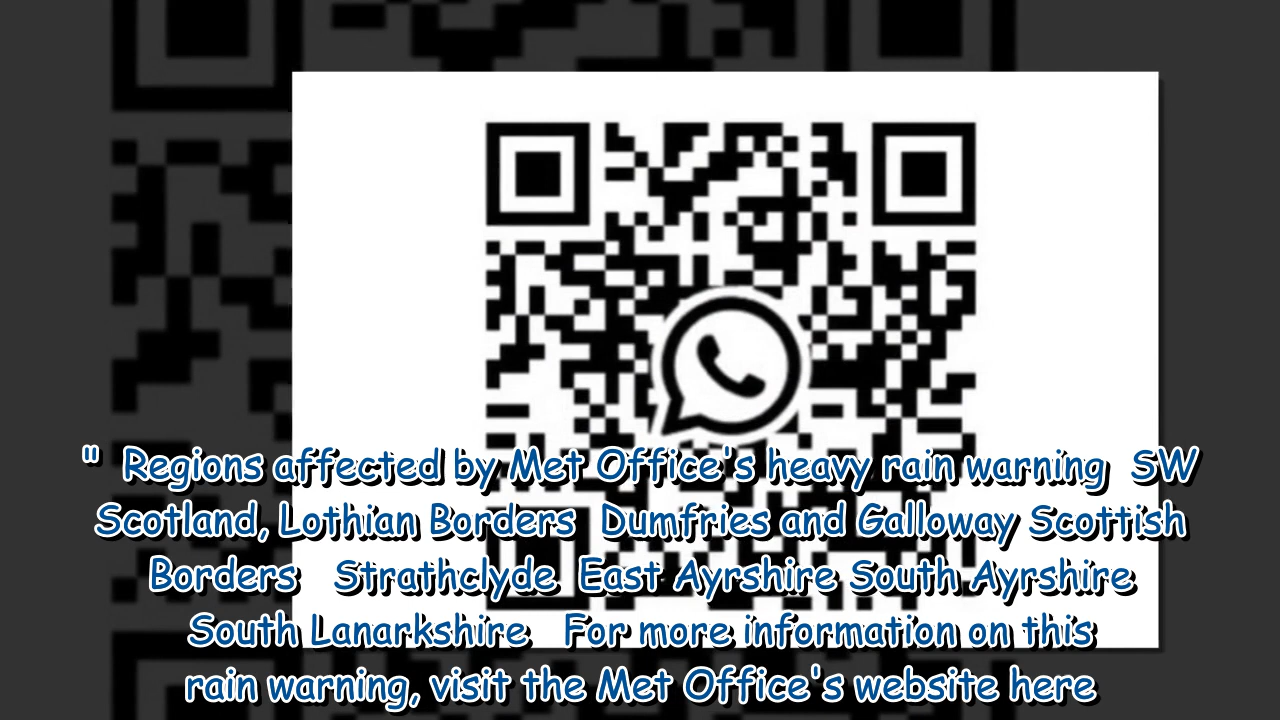 " Regions affected by Met Office's heavy rain warning SW
Scotland, Lothian Borders Dumfries and Galloway Scottish
Borders Strathclyde East Ayrshire South Ayrshire
South Lanarkshire For more information on this
rain warning, visit the Met Office's website here